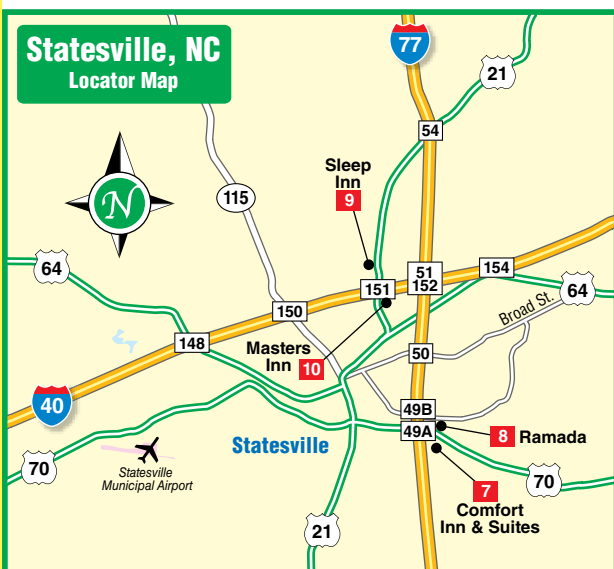 Statesville, NC
Locator Map
77
21
54
Sleep
Inn
9
N
115
64
51
152
154
151
64
150
Broad St.
148
Masters
Inn 10
50
40
49B
49A
8 Ramada
Statesville
70
Statesville
Municipal Airport
7
70
Comfort
Inn & Suites
21